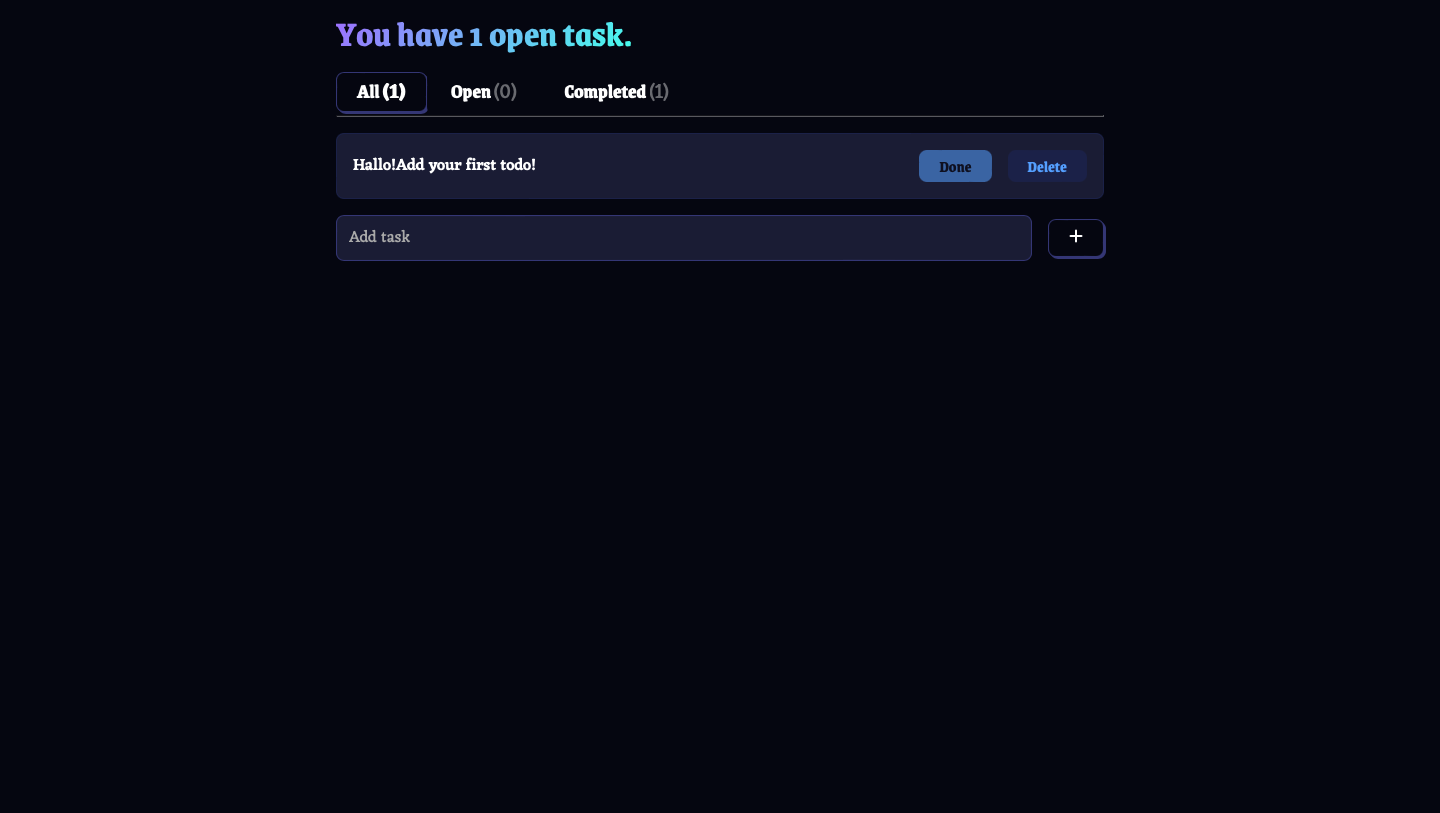 You have 1 open task.
All (1) Open (0) Completed (1)
Hallo!Add your first todo! Done Delete
Add task +